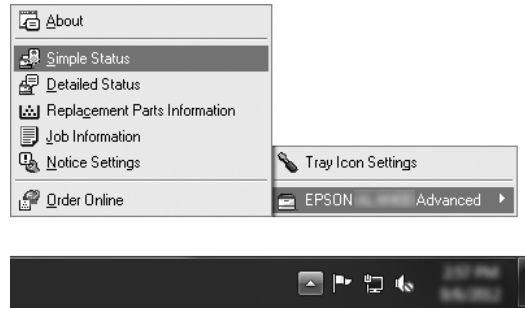 About
Simple Status
Detailed Status
Replacement Parts Information
Job Information
Notice Settings
Order Online
Tray Icon Settings
EPSON Advanced